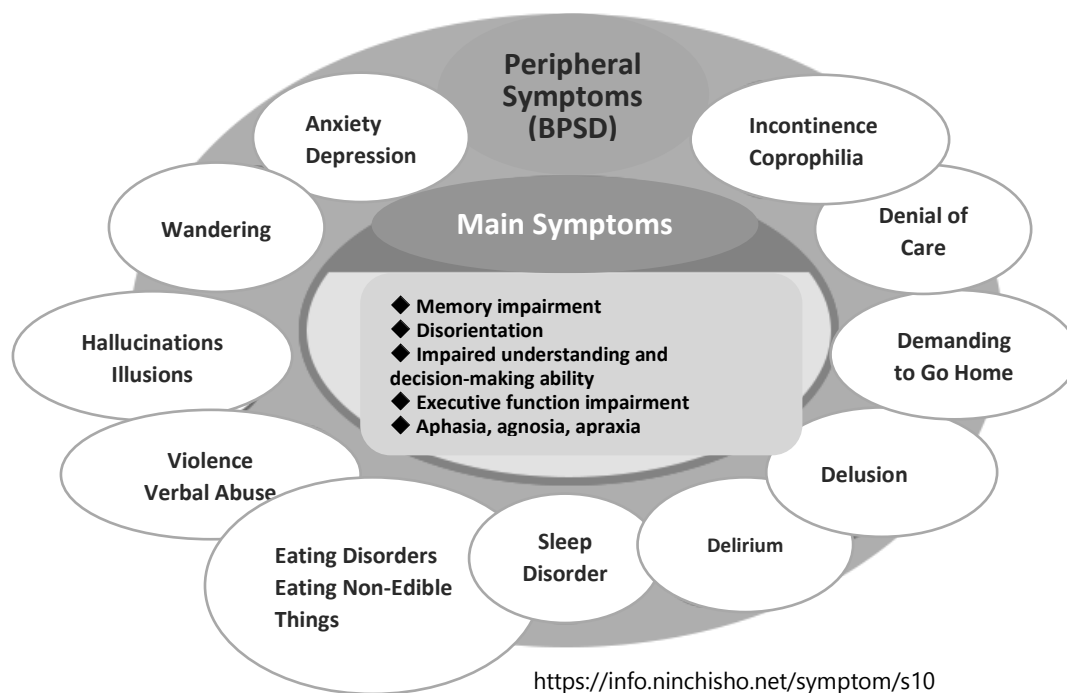 Peripheral
Symptoms
(BPSD)
Anxiety
Depression
Incontinence
Coprophilia
Wandering
Main Symptoms
Denial of
Care
◆ Memory impairment
◆ Disorientation
◆ Impaired understanding and
decision-making ability
◆ Executive function impairment
◆ Aphasia, agnosia, apraxia
Hallucinations
Illusions
Demanding
to Go Home
Violence
Verbal Abuse
Delusion
Eating Disorders
Eating Non-Edible
Things
Sleep
Disorder
Delirium
https://info.ninchisho.net/symptom/s10